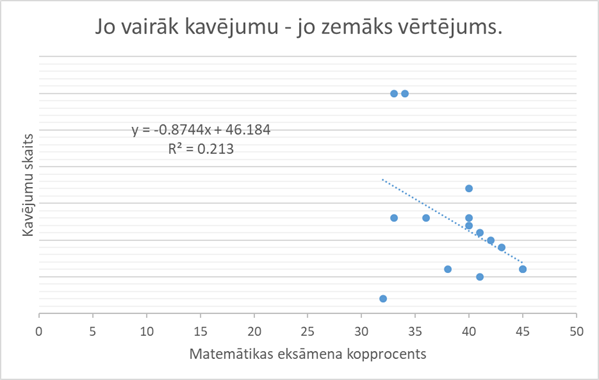 Jo vairāk kavējumu - jo zemāks vērtējums.
y = -0.8744x + 46.184
R² = 0.213
Kavējumu skaits
0 5 10 15 20 25 30 35 40 45 50
Matemātikas eksāmena kopprocents